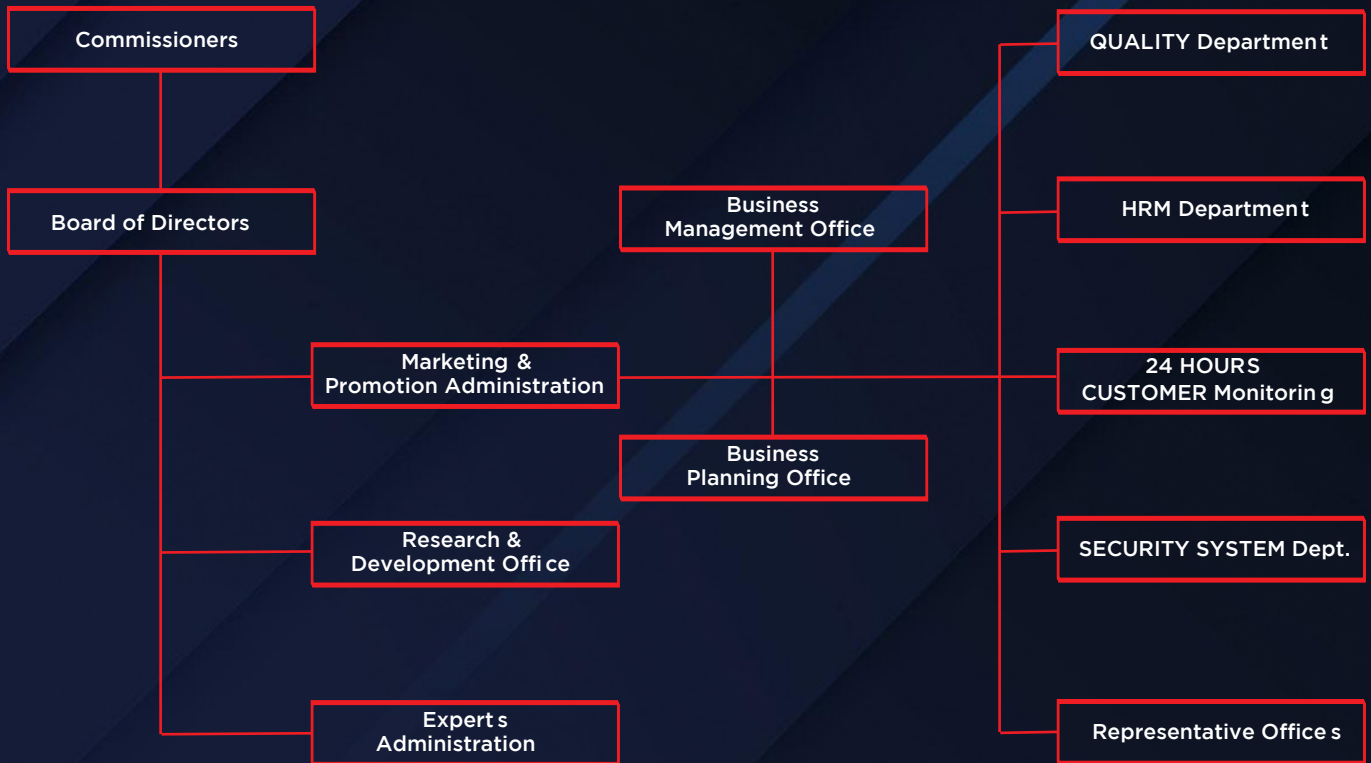 Commissioners
Board of Directors
Marketing &
Promotion Administration
Research &
Development Office
Experts
Administration
Business
Management Office
Business
Planning Office
QUALITY Department
HRM Department
24 HOURS
CUSTOMER Monitoring
SECURITY SYSTEM Dept.
Representative Offices